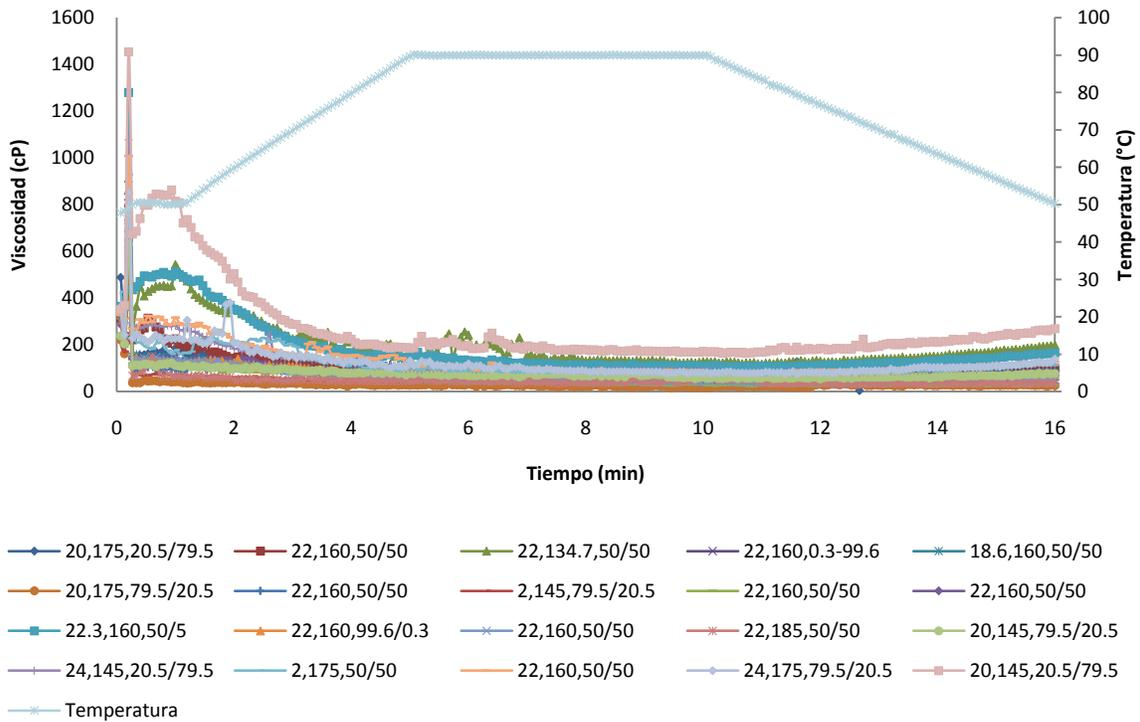 1600
1400
1200
1000
800
600
400
200
0
Viscosidad (cP)
100
90
80
70
60
50
40
30
20
10
0
Temperatura (°C)
0 2 4 6 8 10 12 14 16
Tiempo (min)
20,175,20.5/79.5 22,160,50/50 22,134.7,50/50 22,160,0.3-99.6 18.6,160,50/50
20,175,79.5/20.5 22,160,50/50 2,145,79.5/20.5 22,160,50/50 22,160,50/50
22.3,160,50/5 22,160,99.6/0.3 22,160,50/50 22,185,50/50 20,145,79.5/20.5
24,145,20.5/79.5 2,175,50/50 22,160,50/50 24,175,79.5/20.5 20,145,20.5/79.5
Temperatura